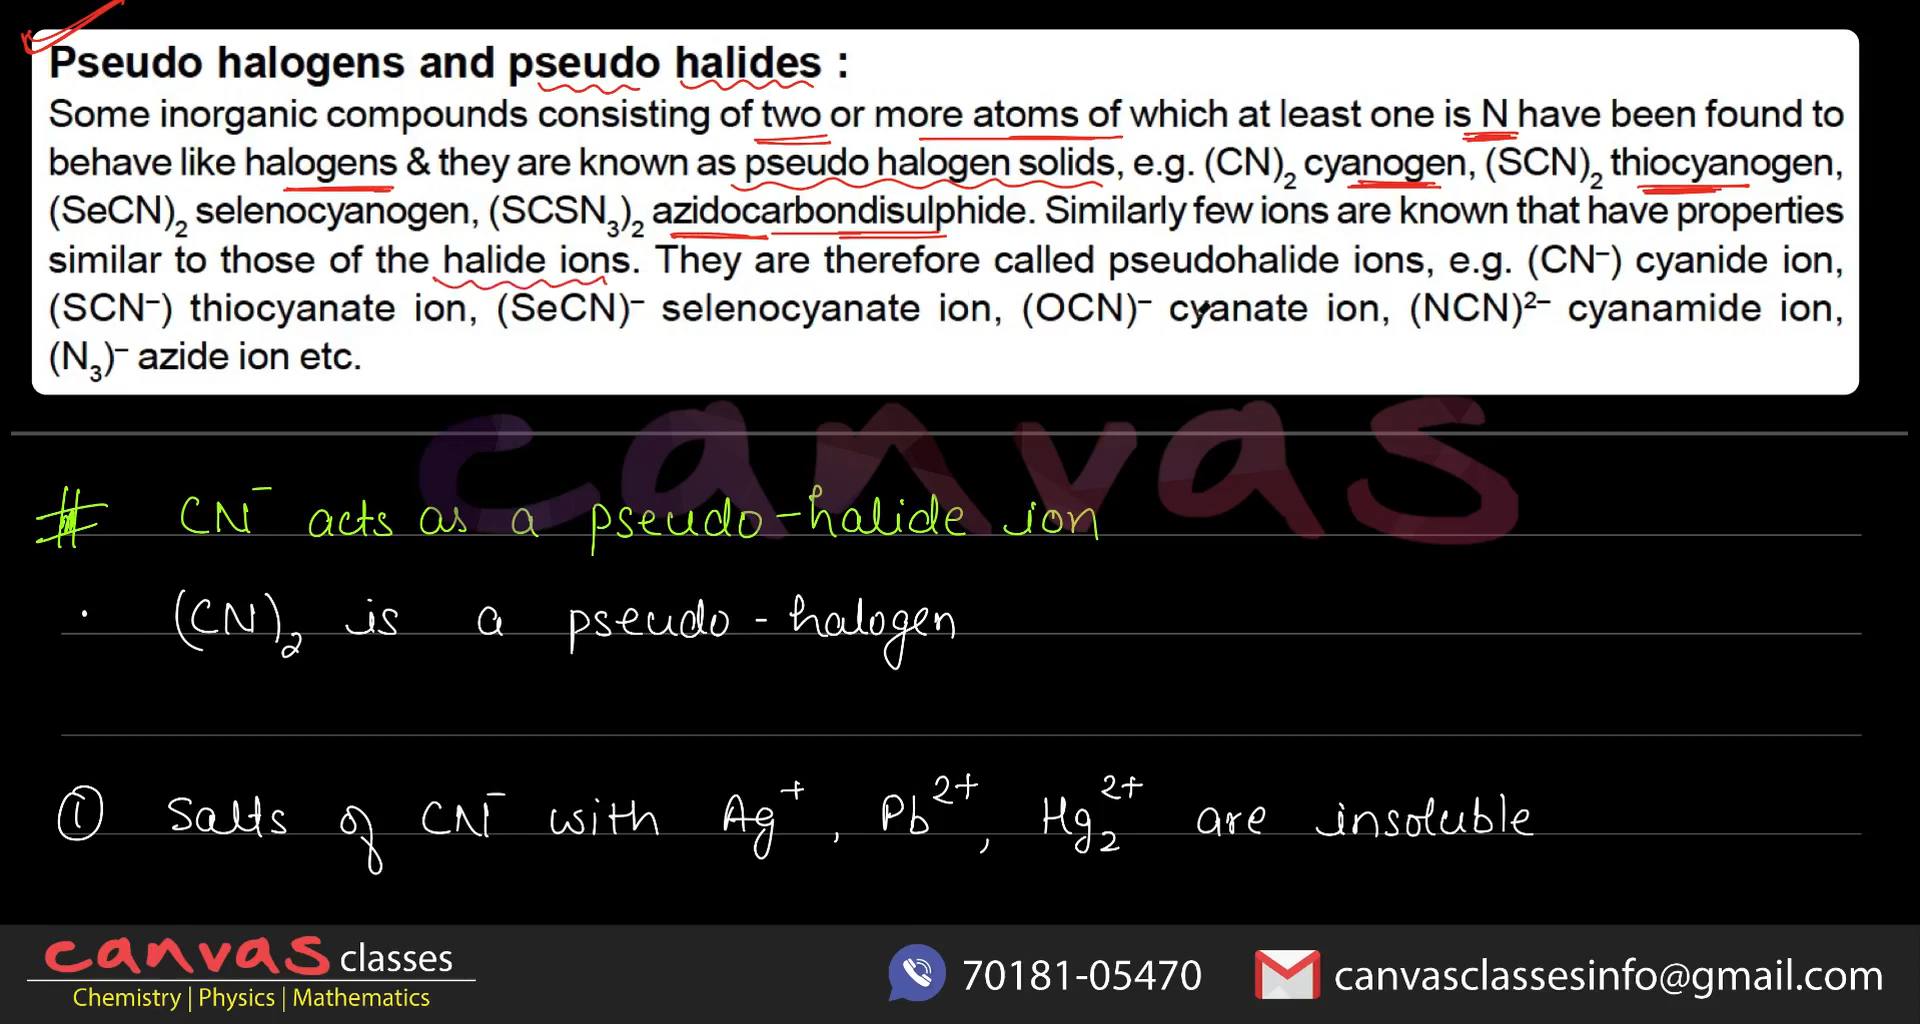 Pseudo halogens and pseudo halides :
Some inorganic compounds consisting of two or more atoms of which at least one is N have been found to
behave like halogens & they are known as pseudo halogen solids, e.g. (CN)₂ cyanogen, (SCN)₂ thiocyanogen,
(SeCN)₂ selenocyanogen, (SCSN₃)₂ azidocarbondisulphide. Similarly few ions are known that have properties
similar to those of the halide ions. They are therefore called pseudohalide ions, e.g. (CN⁻) cyanide ion,
(SCN⁻) thiocyanate ion, (SeCN)⁻ selenocyanate ion, (OCN)⁻ cyanate ion, (NCN)²⁻ cyanamide ion,
(N₃)⁻ azide ion etc.
canvas
# CN⁻ acts as a pseudo-halide ion
· (CN)₂ is a pseudo-halogen
① Salts of CN⁻ with Ag⁺, Pb²⁺, Hg₂²⁺ are insoluble
canvas classes
Chemistry | Physics | Mathematics
70181-05470
canvasclassesinfo@gmail.com